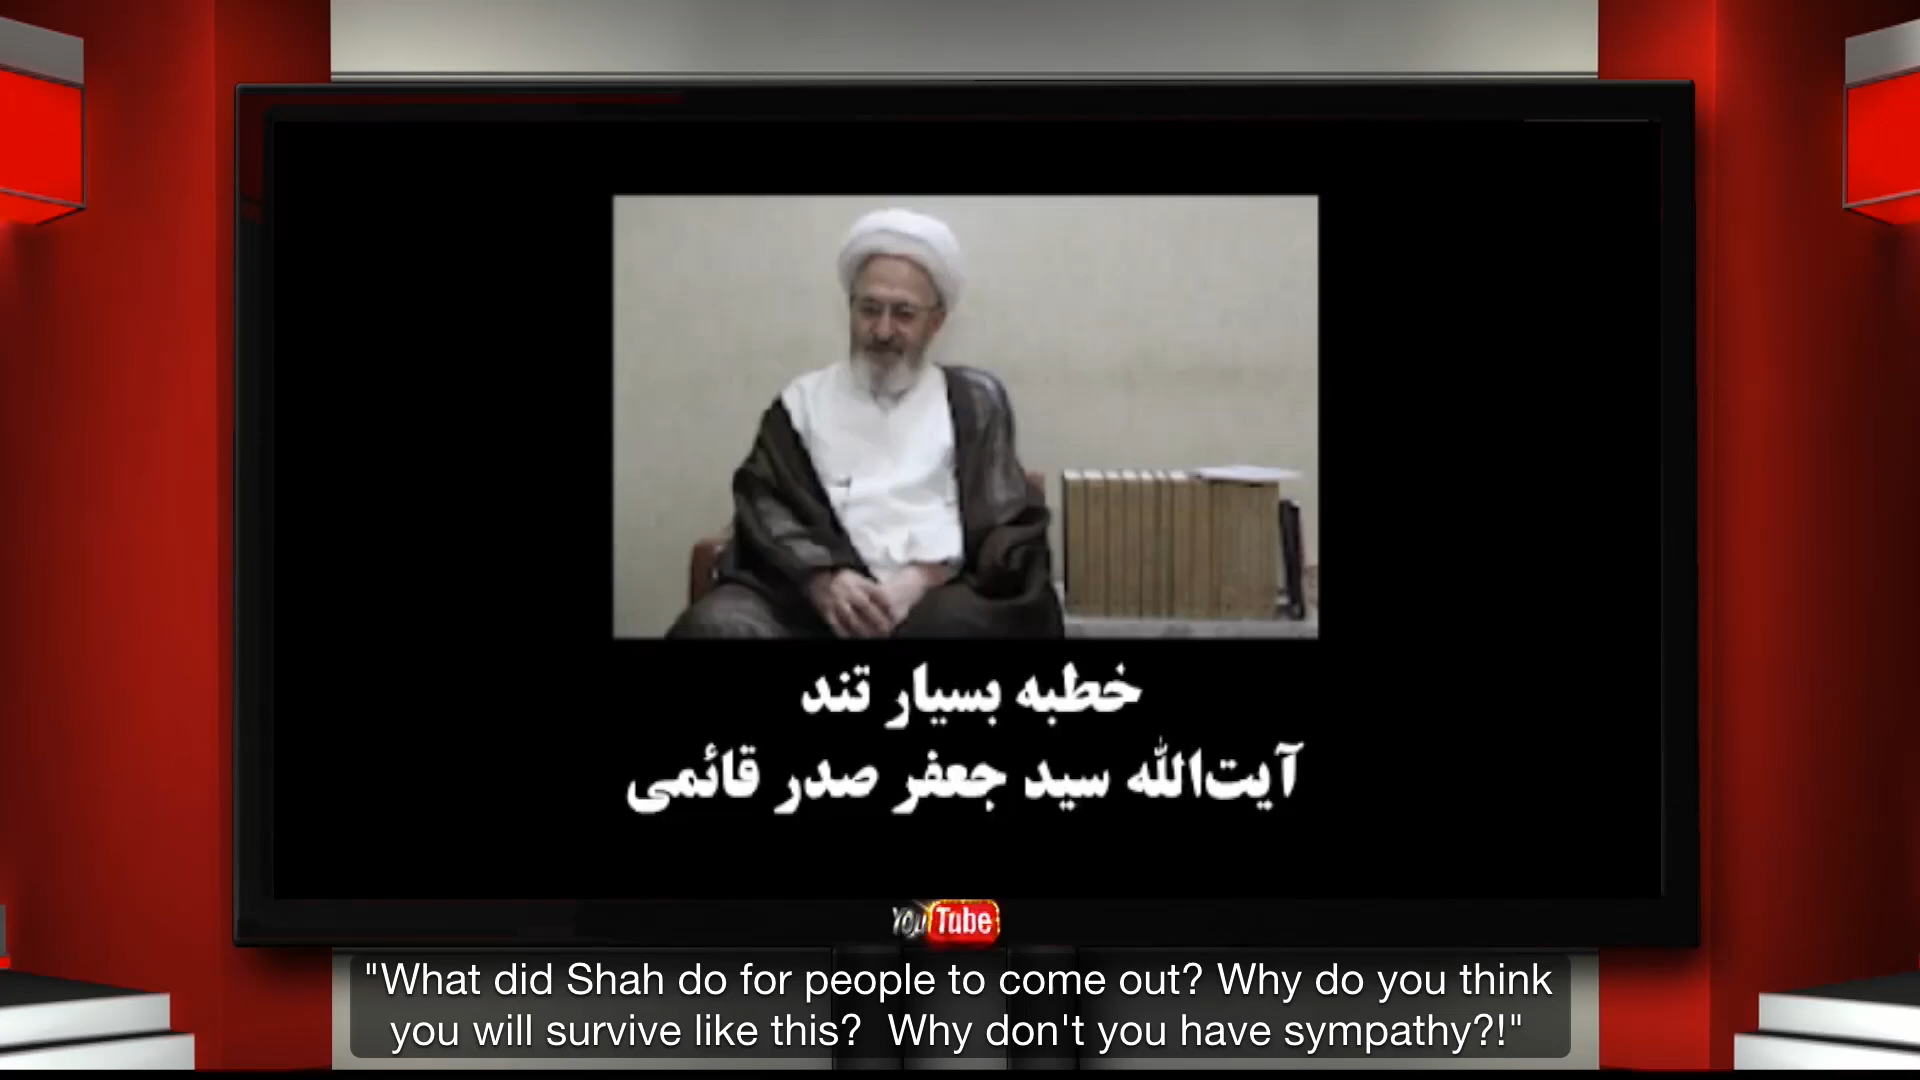 خطبه بسیار تند
آیت‌الله سید جعفر صدر قائمی
YouTube
"What did Shah do for people to come out? Why do you think
you will survive like this?  Why don't you have sympathy?!"